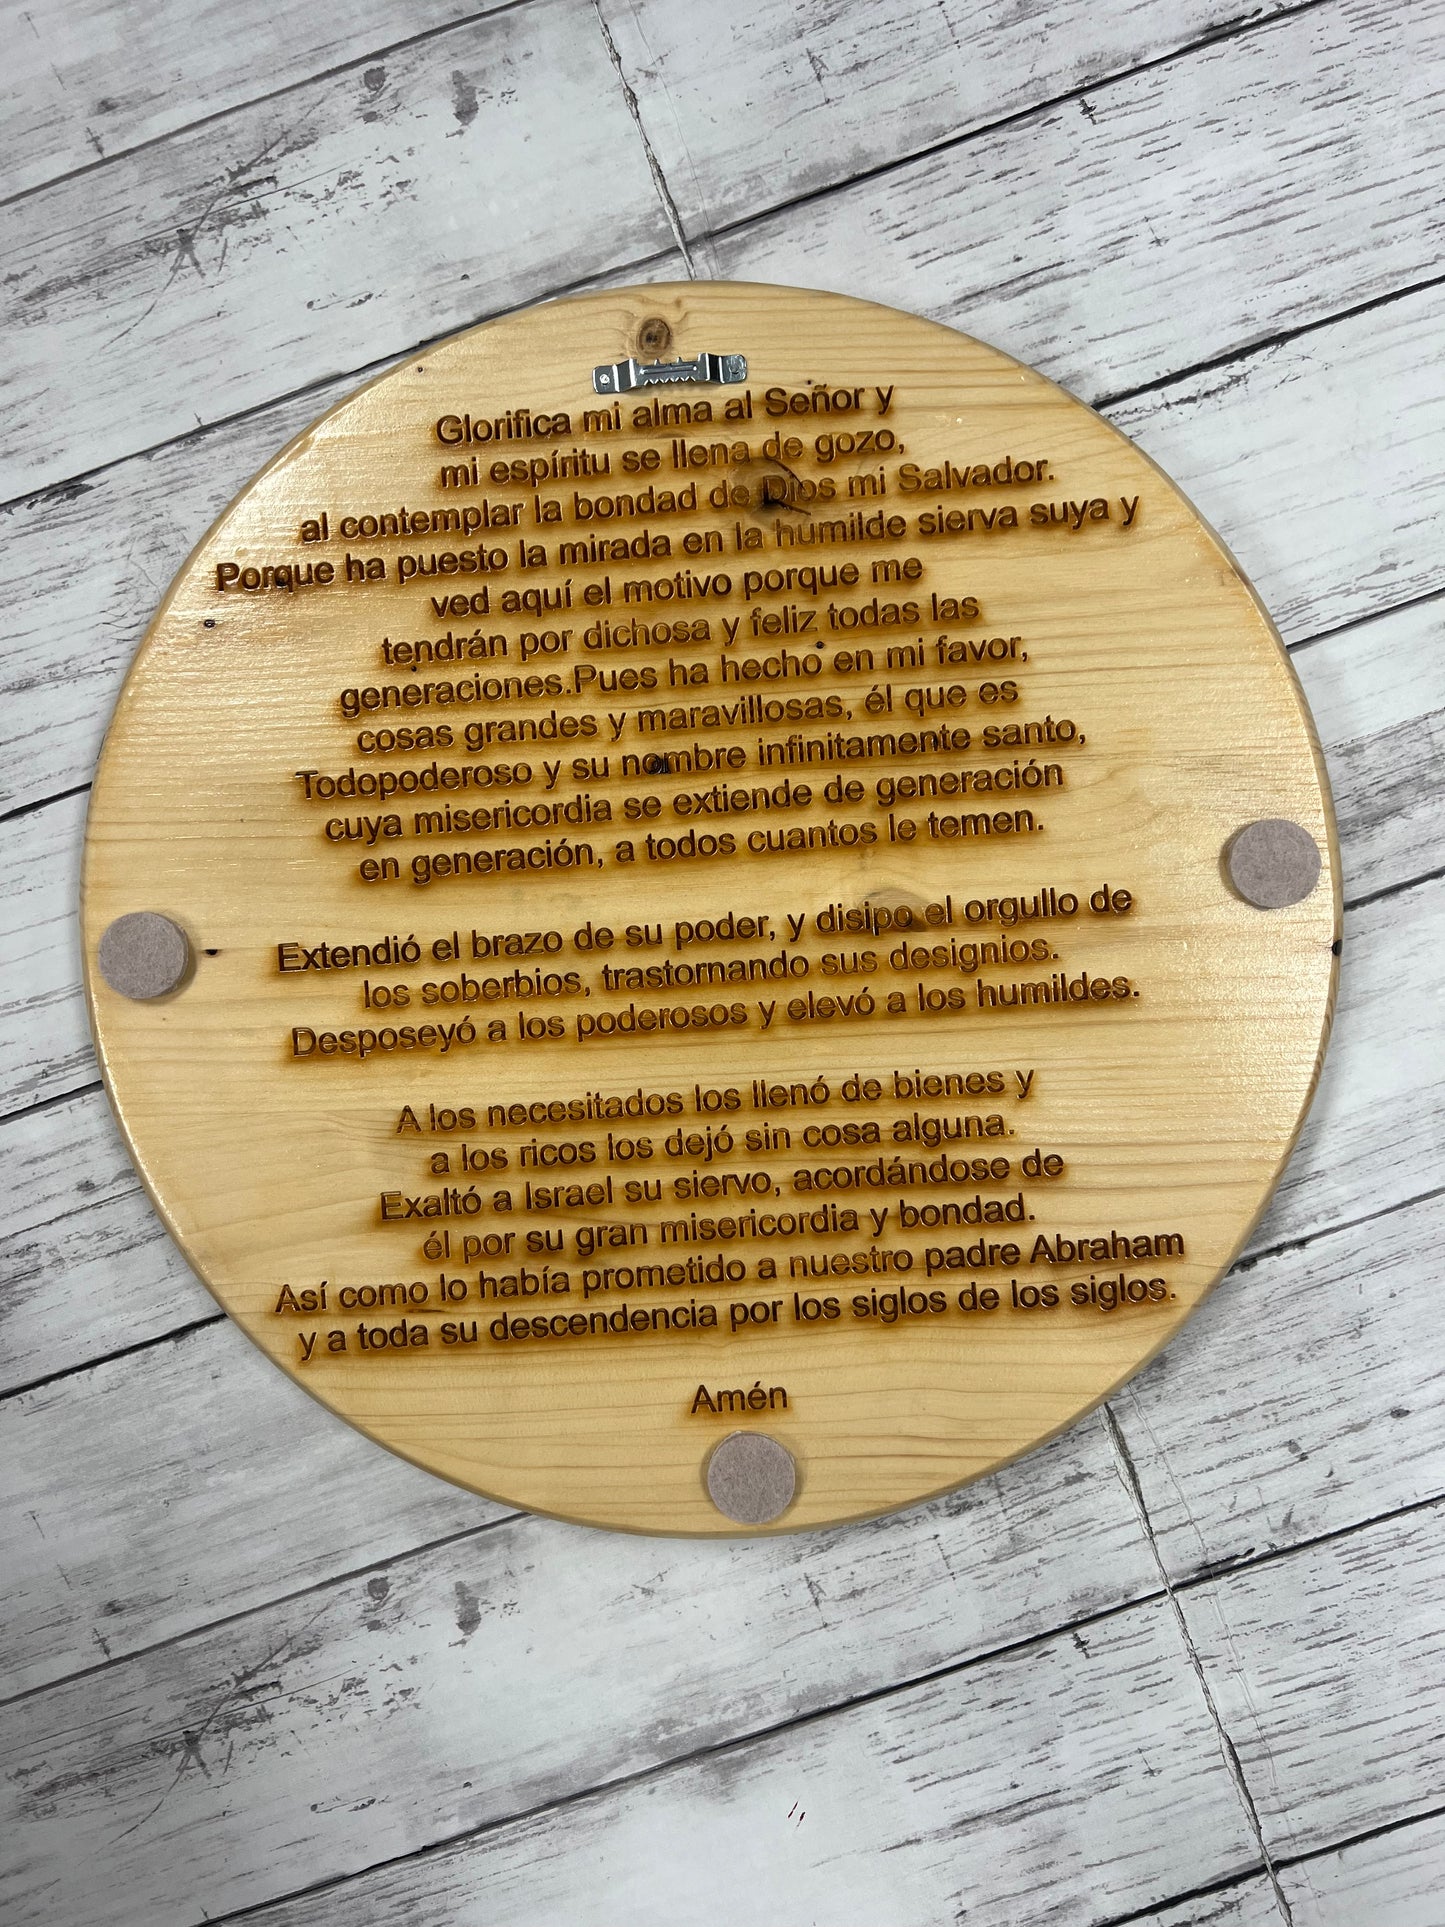 Glorifica mi alma al Señor y
mi espíritu se llena de gozo,
al contemplar la bondad de Dios mi Salvador.
Porque ha puesto la mirada en la humilde sierva suya y
ved aquí el motivo porque me
tendrán por dichosa y feliz todas las
generaciones.Pues ha hecho en mi favor,
cosas grandes y maravillosas, él que es
Todopoderoso y su nombre infinitamente santo,
cuya misericordia se extiende de generación
en generación, a todos cuantos le temen.
Extendió el brazo de su poder, y disipo el orgullo de
los soberbios, trastornando sus designios.
Desposeyó a los poderosos y elevó a los humildes.
A los necesitados los llenó de bienes y
a los ricos los dejó sin cosa alguna.
Exaltó a Israel su siervo, acordándose de
él por su gran misericordia y bondad.
Así como lo había prometido a nuestro padre Abraham
y a toda su descendencia por los siglos de los siglos.
Amén